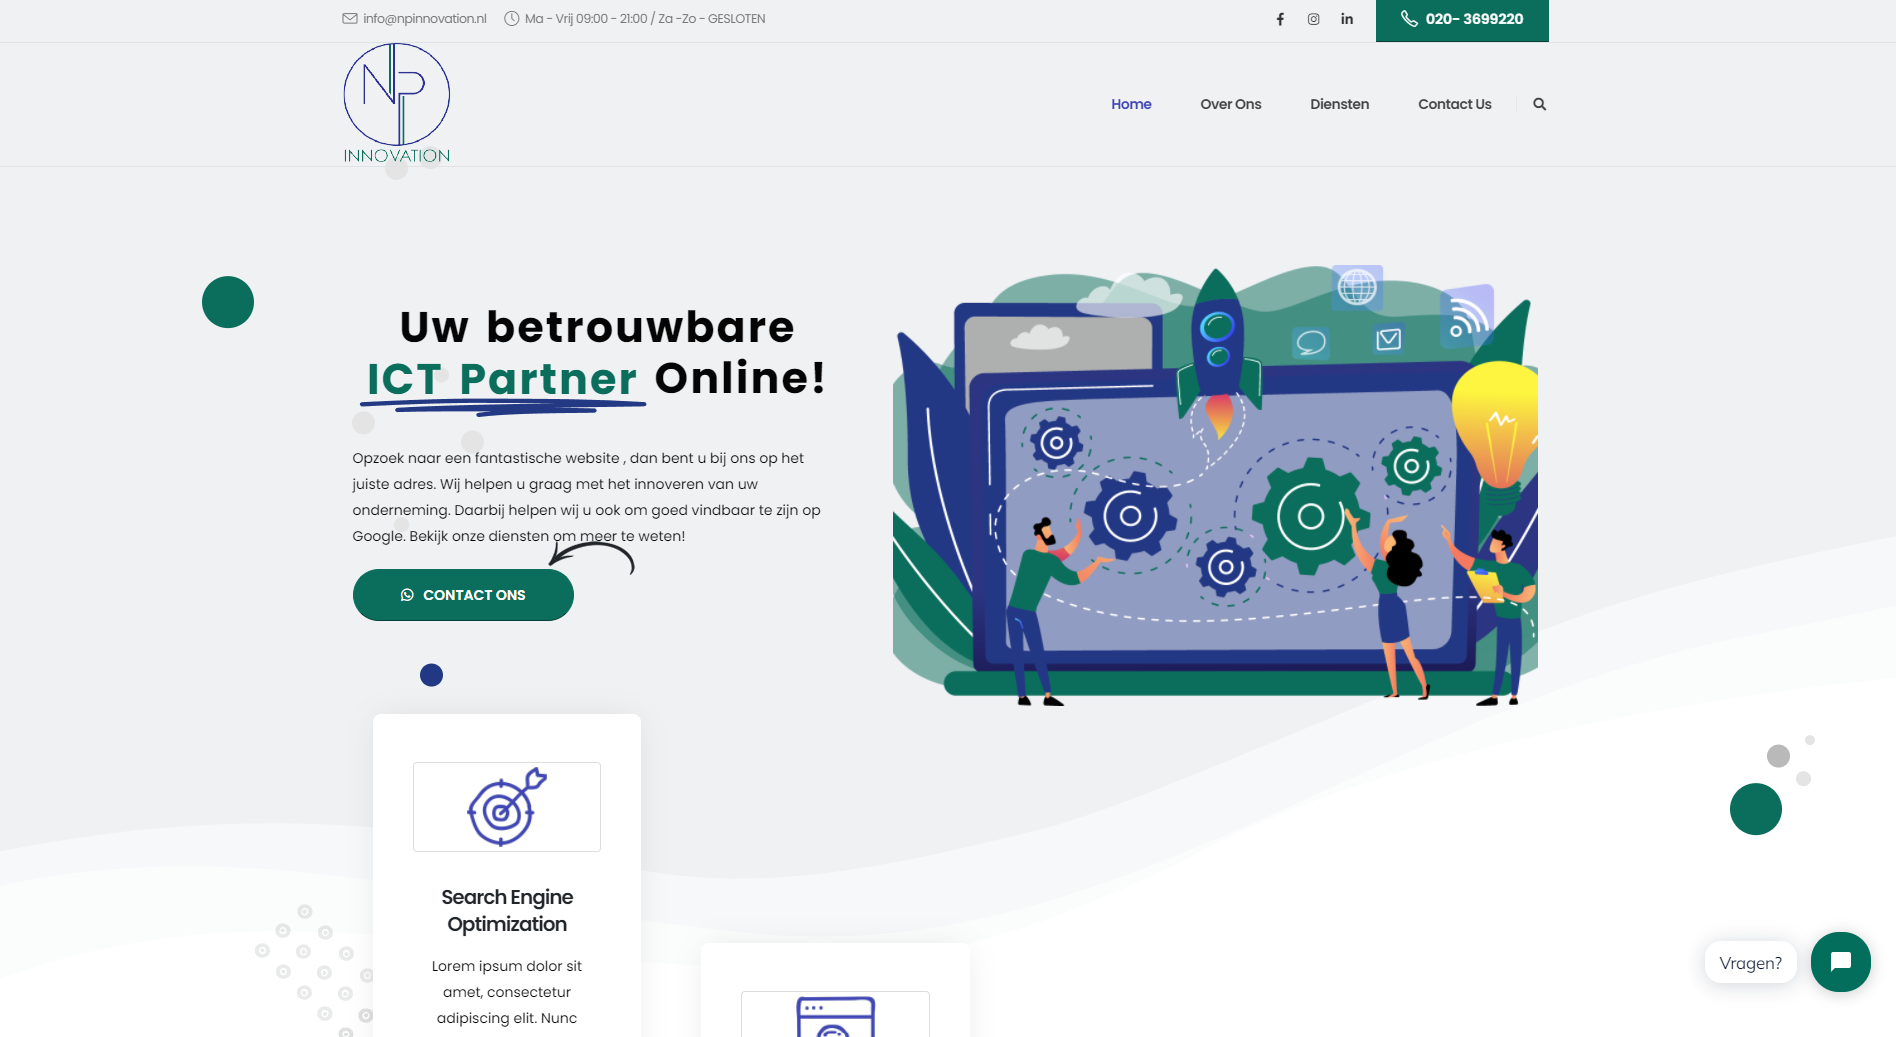 info@npinnovation.nl
Ma - Vrij 09:00 - 21:00 / Za -Zo - GESLOTEN
020- 3699220
NP
INNOVATION
Home
Over Ons
Diensten
Contact Us
Uw betrouwbare
ICT Partner Online!
Opzoek naar een fantastische website , dan bent u bij ons op het
juiste adres. Wij helpen u graag met het innoveren van uw
onderneming. Daarbij helpen wij u ook om goed vindbaar te zijn op
Google. Bekijk onze diensten om meer te weten!
CONTACT ONS
Search Engine
Optimization
Lorem ipsum dolor sit
amet, consectetur
adipiscing elit. Nunc
Vragen?